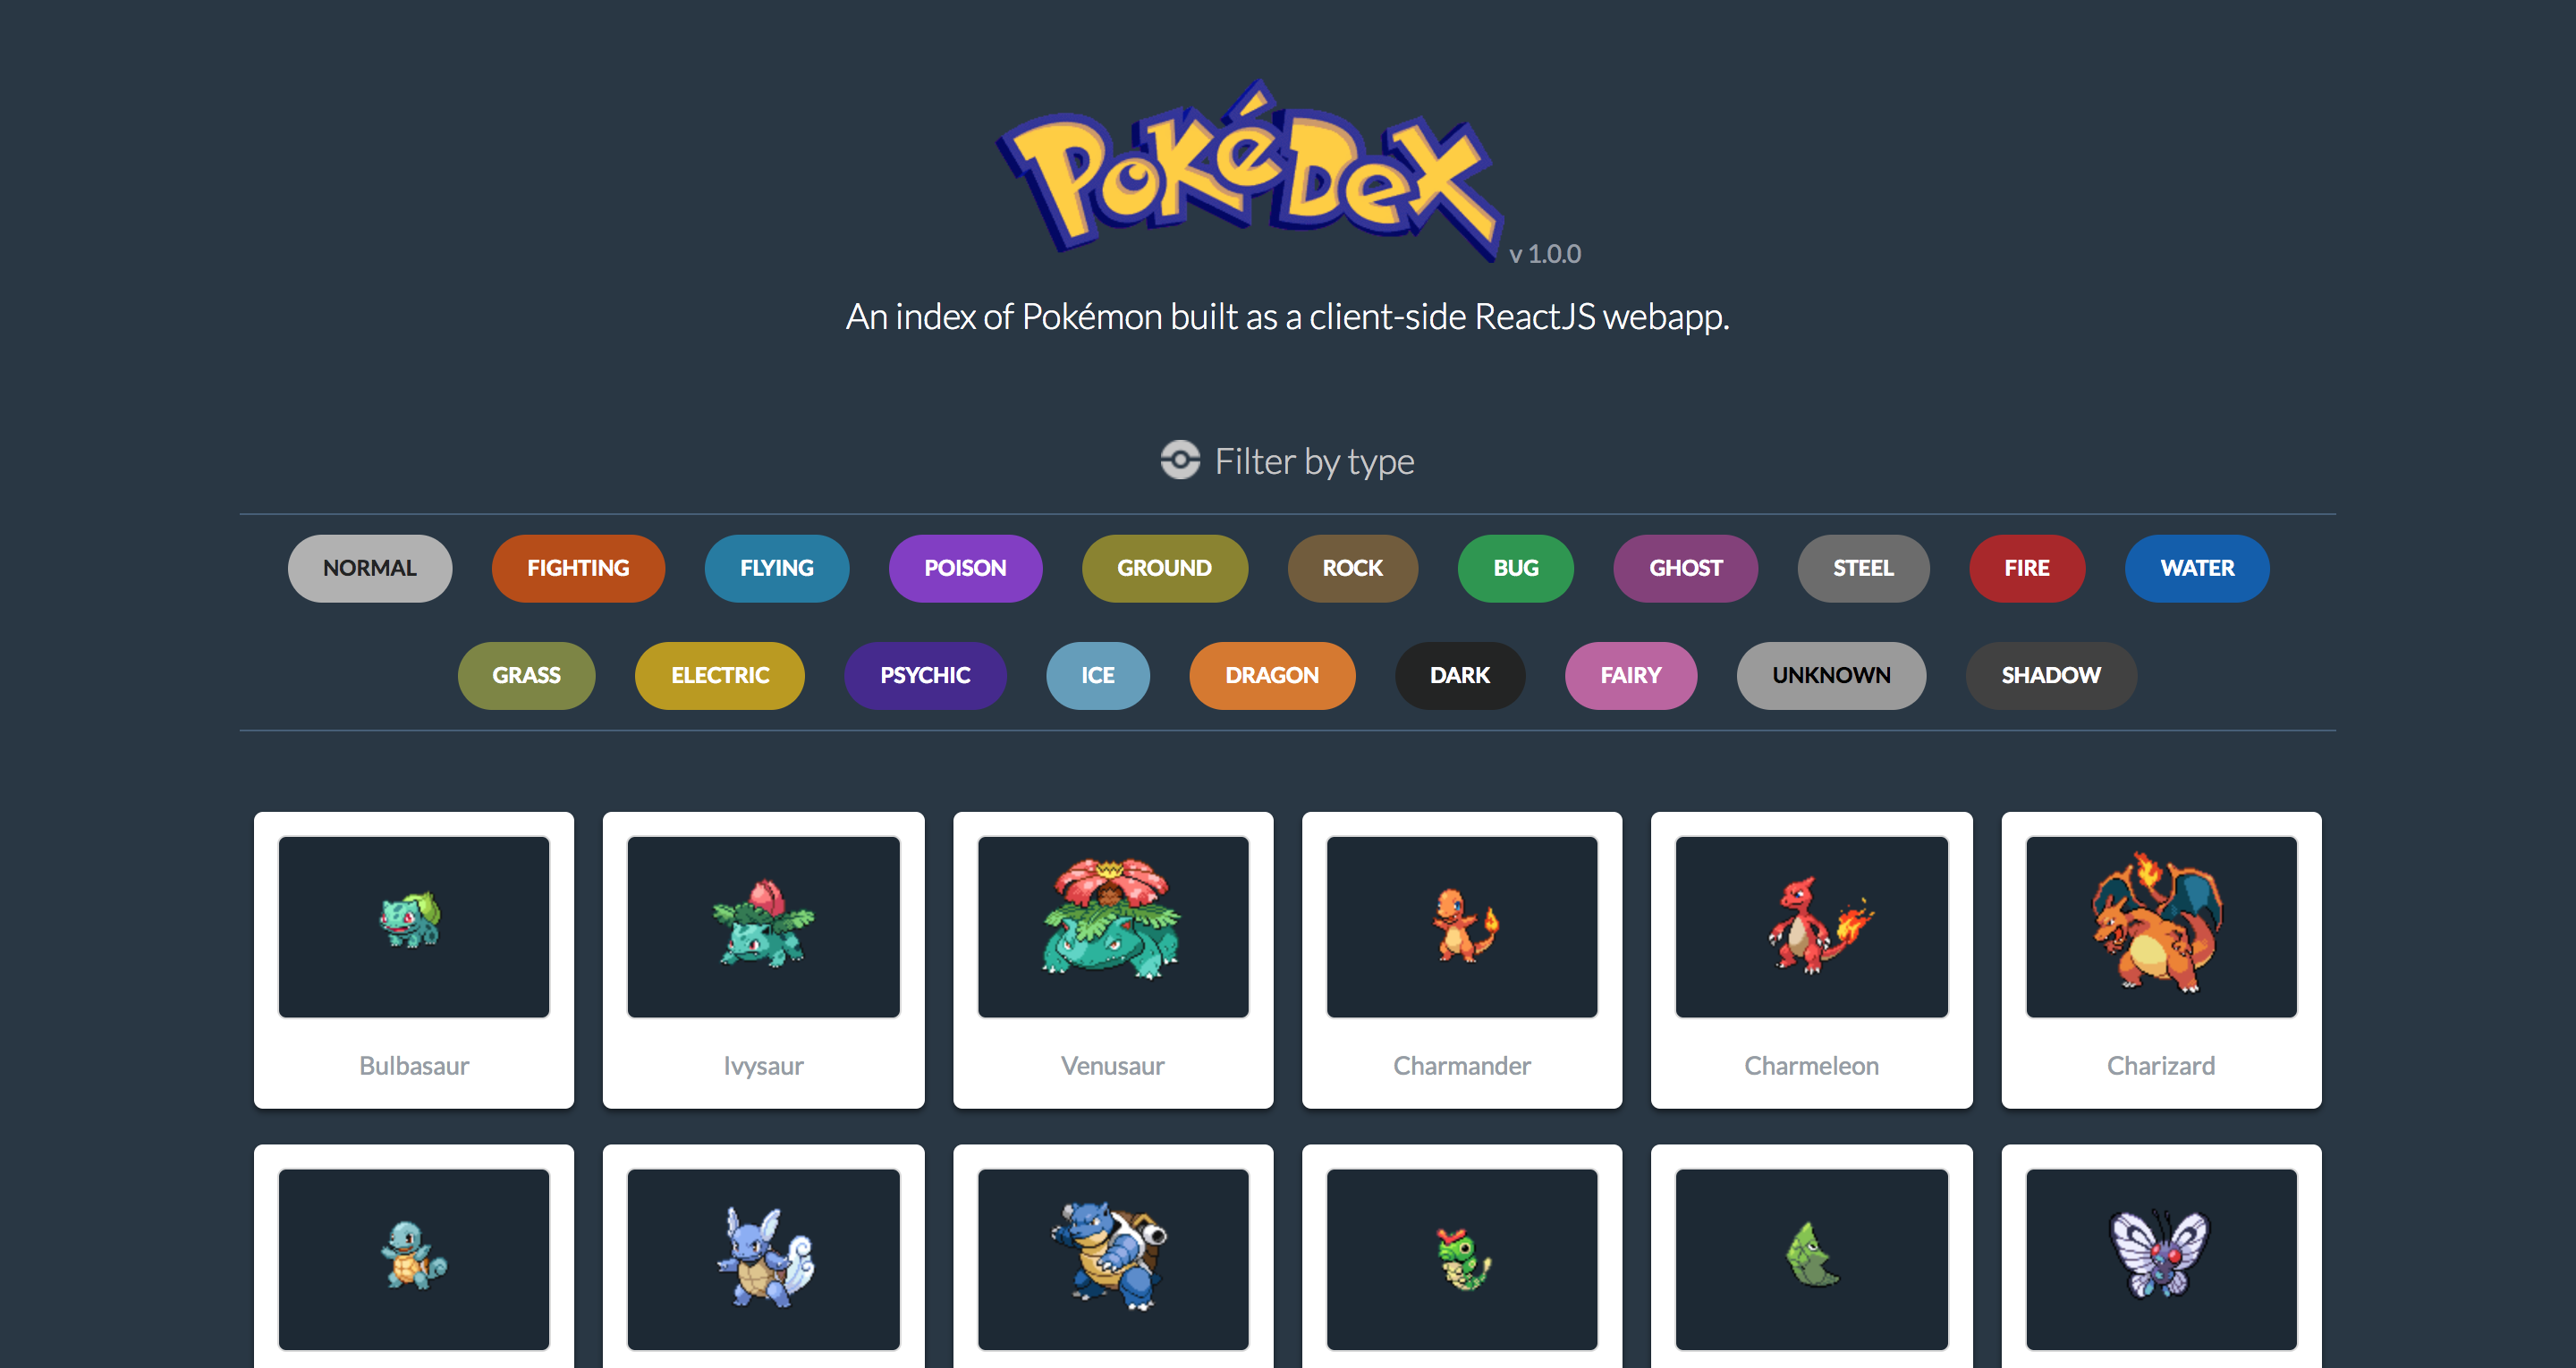 PokéDex
v 1.0.0
An index of Pokémon built as a client-side ReactJS webapp.
Filter by type
NORMAL FIGHTING FLYING POISON GROUND ROCK BUG GHOST STEEL FIRE WATER
GRASS ELECTRIC PSYCHIC ICE DRAGON DARK FAIRY UNKNOWN SHADOW
Bulbasaur Ivysaur Venusaur Charmander Charmeleon Charizard